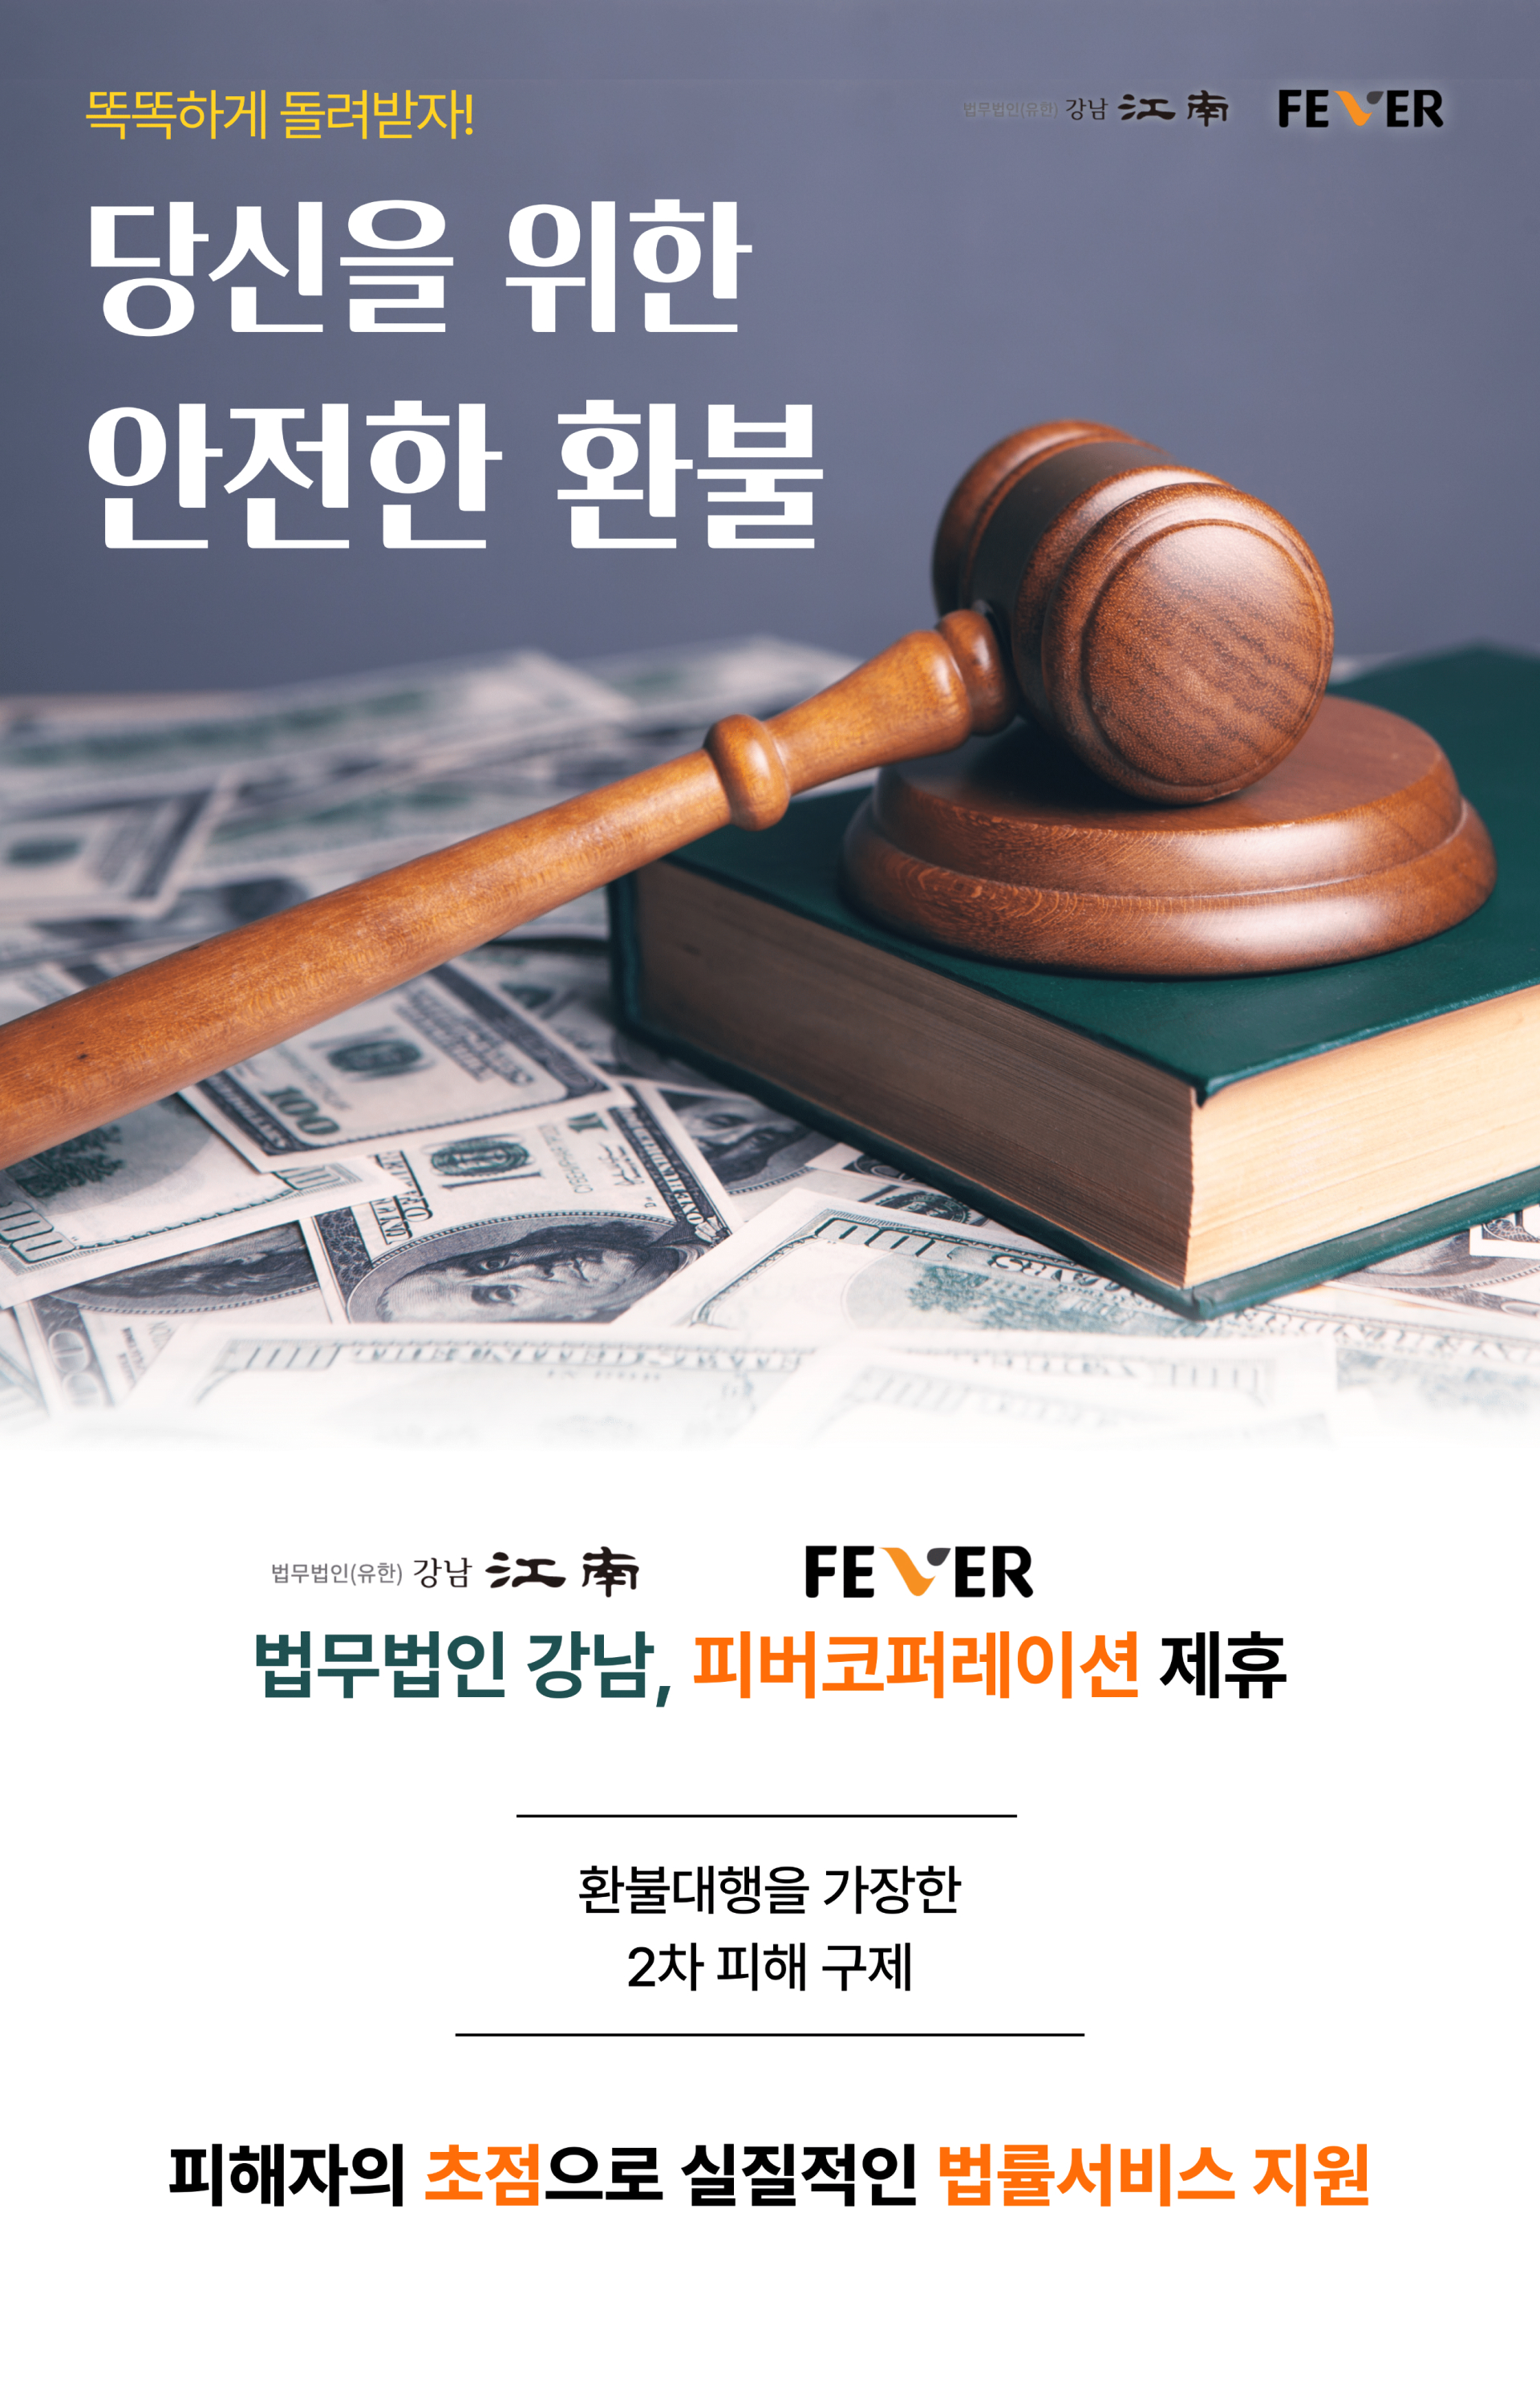 똑똑하게 돌려받자!
법무법인(유한) 강남 江南 FEVER
당신을 위한
안전한 환불
100
100
법무법인(유한) 강남 江南 FEVER
법무법인 강남, 피버코퍼레이션 제휴
환불대행을 가장한
2차 피해 구제
피해자의 초점으로 실질적인 법률서비스 지원